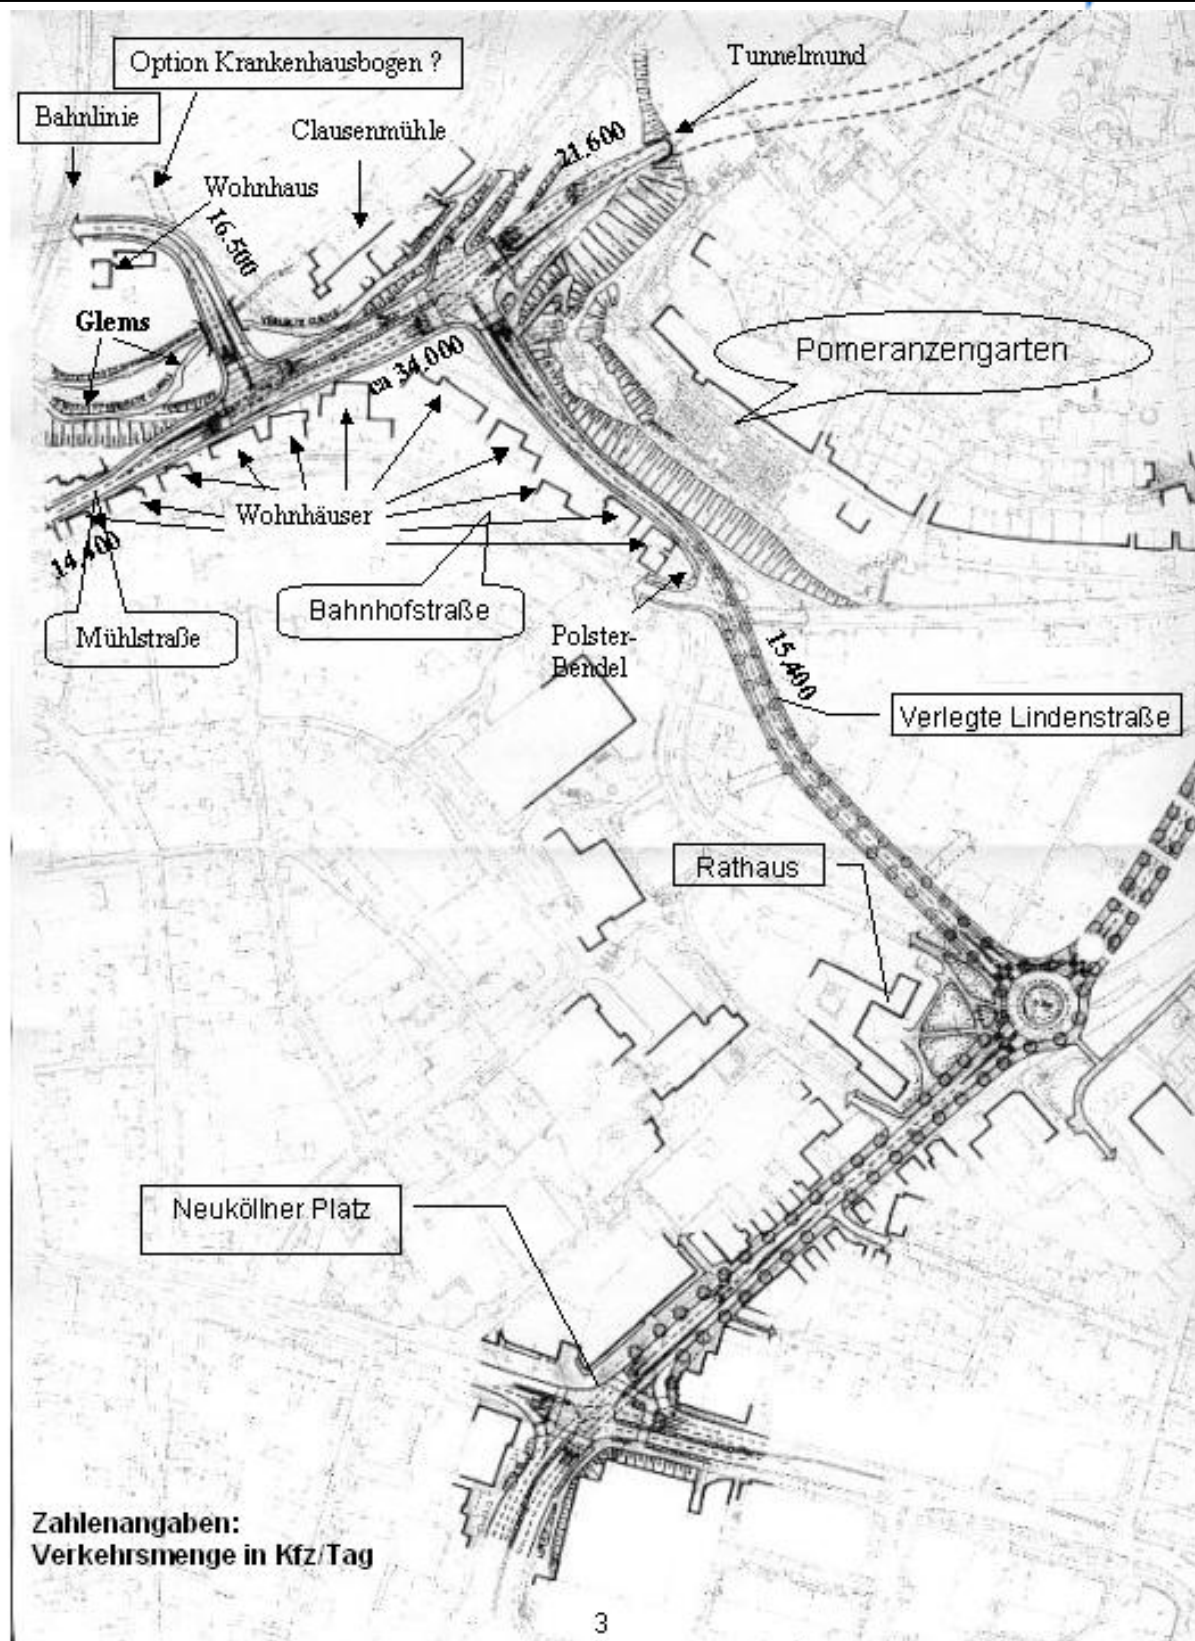 Option Krankenhausbogen ?
Tunnelmund
Bahnlinie
Clausenmühle
21.600
Wohnhaus
16.500
Glems
ca 34.000
Pomeranzengarten
Wohnhäuser
14.400
Mühlstraße
Bahnhofstraße
Polster-
Bendel
15.400
Verlegte Lindenstraße
Rathaus
Neuköllner Platz
Zahlenangaben:
Verkehrsmenge in Kfz/Tag
3